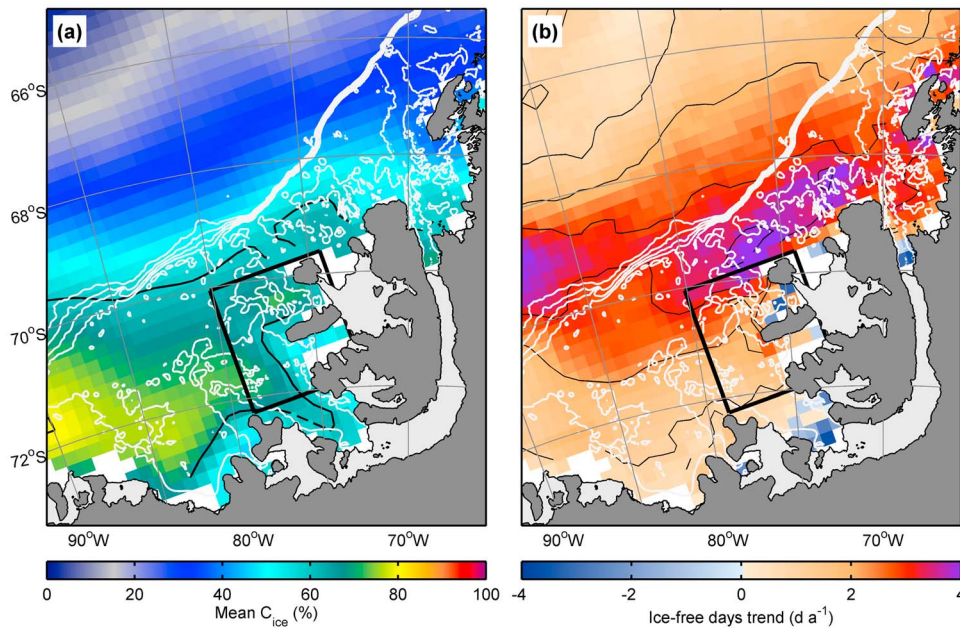 (a)
(b)
66°S
68°S
70°S
72°S
90°W 80°W 70°W
90°W 80°W 70°W
0 20 40 60 80 100
Mean C_ice (%)
-4 -2 0 2 4
Ice-free days trend (d a⁻¹)